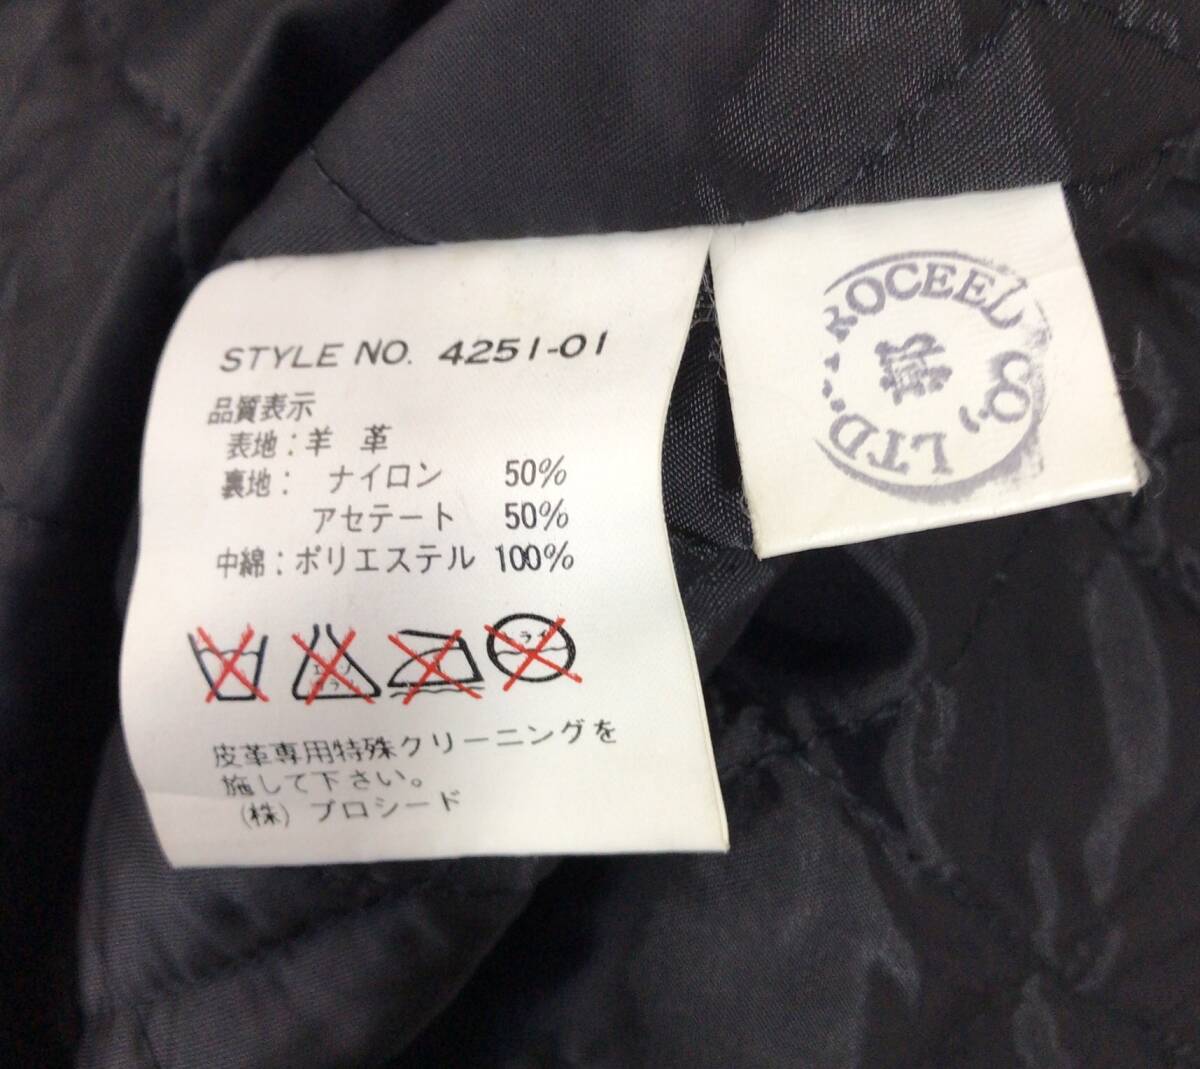 STYLE NO. 4251-01
品質表示
表地：羊 革
裏地： ナイロン 50%
アセテート 50%
中綿：ポリエステル 100%
皮革専用特殊クリーニングを
施して下さい。
(株) プロシード
ROCEED CO., LTD.